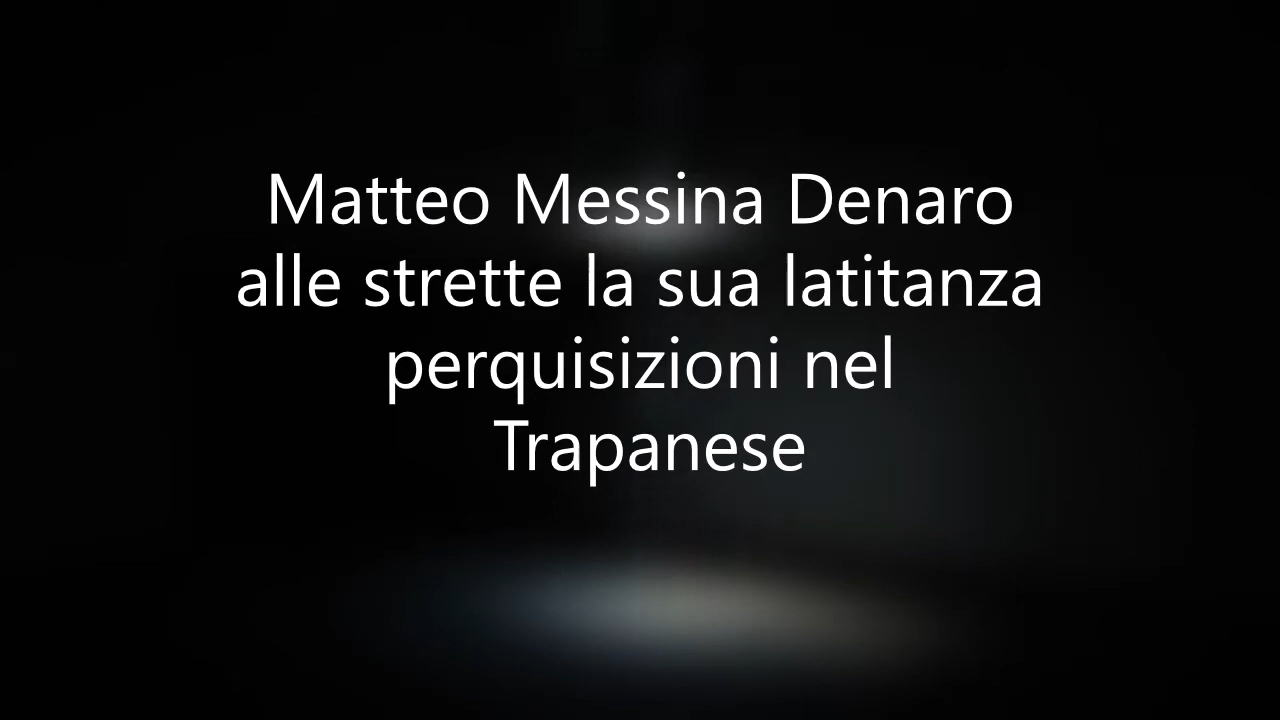 Matteo Messina Denaro
alle strette la sua latitanza
perquisizioni nel
Trapanese